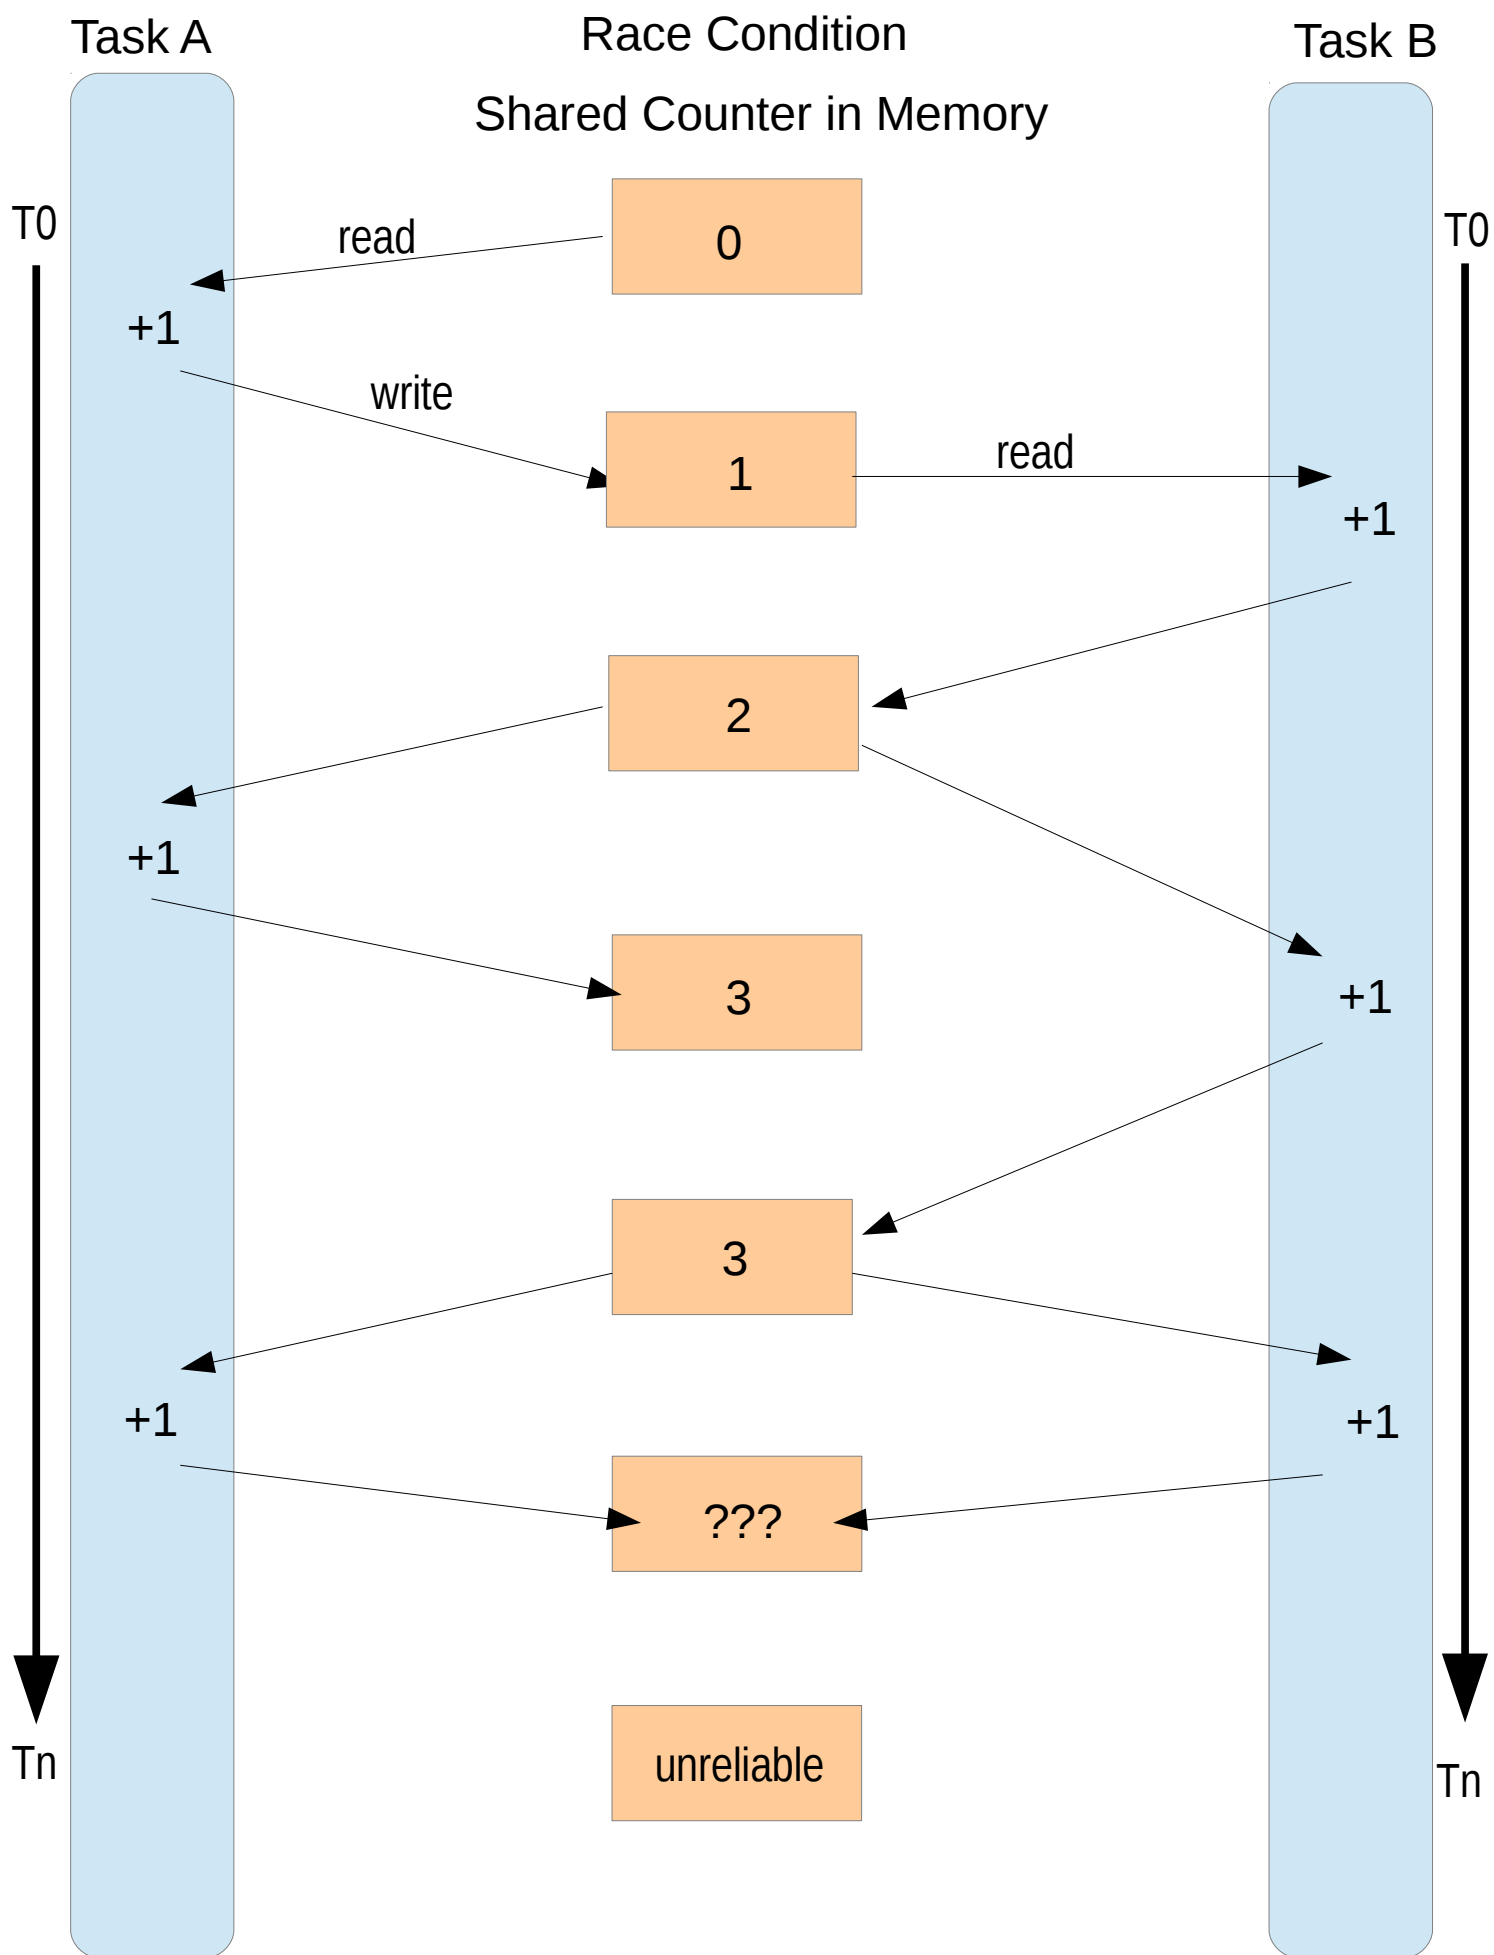 Task A
Race Condition
Task B
Shared Counter in Memory
T0
T0
read
0
+1
write
1
read
+1
2
+1
3
+1
3
+1
+1
???
unreliable
Tn
Tn